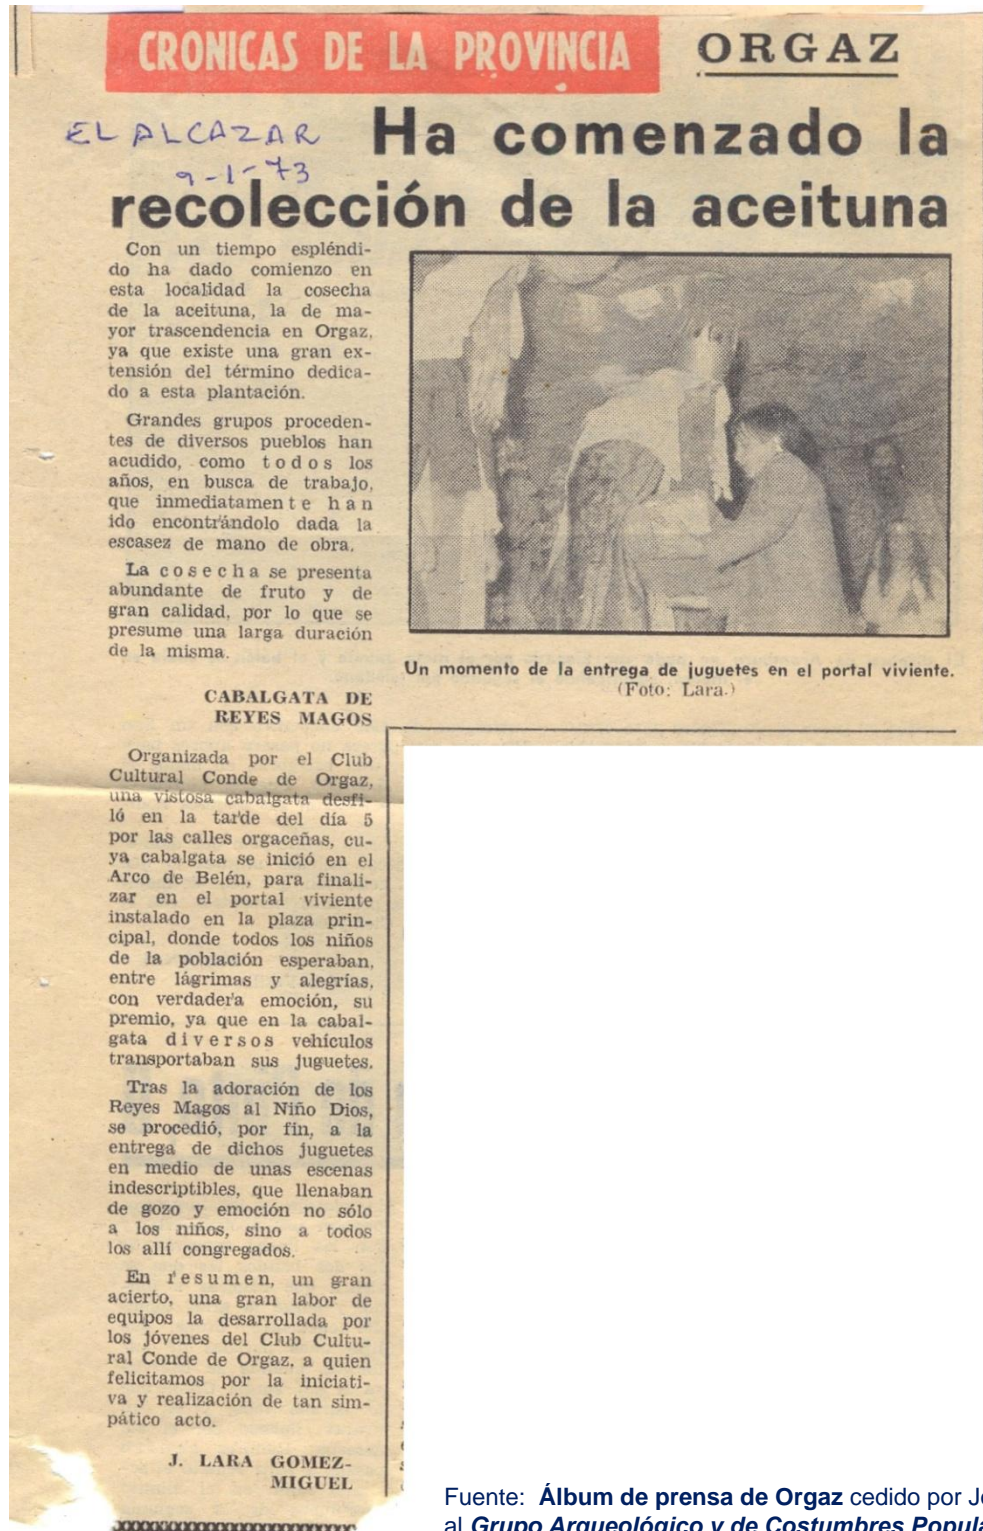 CRONICAS DE LA PROVINCIA
ORGAZ
EL ALCAZAR
9-1-73
Ha comenzado la
recolección de la aceituna
Con un tiempo espléndi-
do ha dado comienzo en
esta localidad la cosecha
de la aceituna, la de ma-
yor trascendencia en Orgaz,
ya que existe una gran ex-
tensión del término dedica-
do a esta plantación.
Grandes grupos proceden-
tes de diversos pueblos han
acudido, como todos los
años, en busca de trabajo,
que inmediatamente han
ido encontrándolo dada la
escasez de mano de obra.
La cosecha se presenta
abundante de fruto y de
gran calidad, por lo que se
presume una larga duración
de la misma.
Un momento de la entrega de juguetes en el portal viviente.
(Foto: Lara.)
CABALGATA DE
REYES MAGOS
Organizada por el Club
Cultural Conde de Orgaz,
una vistosa cabalgata desfi-
ló en la tarde del día 5
por las calles orgaceñas, cu-
ya cabalgata se inició en el
Arco de Belén, para finali-
zar en el portal viviente
instalado en la plaza prin-
cipal, donde todos los niños
de la población esperaban,
entre lágrimas y alegrías,
con verdadera emoción, su
premio, ya que en la cabal-
gata diversos vehículos
transportaban sus juguetes.
Tras la adoración de los
Reyes Magos al Niño Dios,
se procedió, por fin, a la
entrega de dichos juguetes
en medio de unas escenas
indescriptibles, que llenaban
de gozo y emoción no sólo
a los niños, sino a todos
los allí congregados.
En resumen, un gran
acierto, una gran labor de
equipos la desarrollada por
los jóvenes del Club Cultu-
ral Conde de Orgaz, a quien
felicitamos por la iniciati-
va y realización de tan sim-
pático acto.
J. LARA GOMEZ-
MIGUEL
Fuente: Álbum de prensa de Orgaz cedido por
al Grupo Arqueológico y de Costumbres